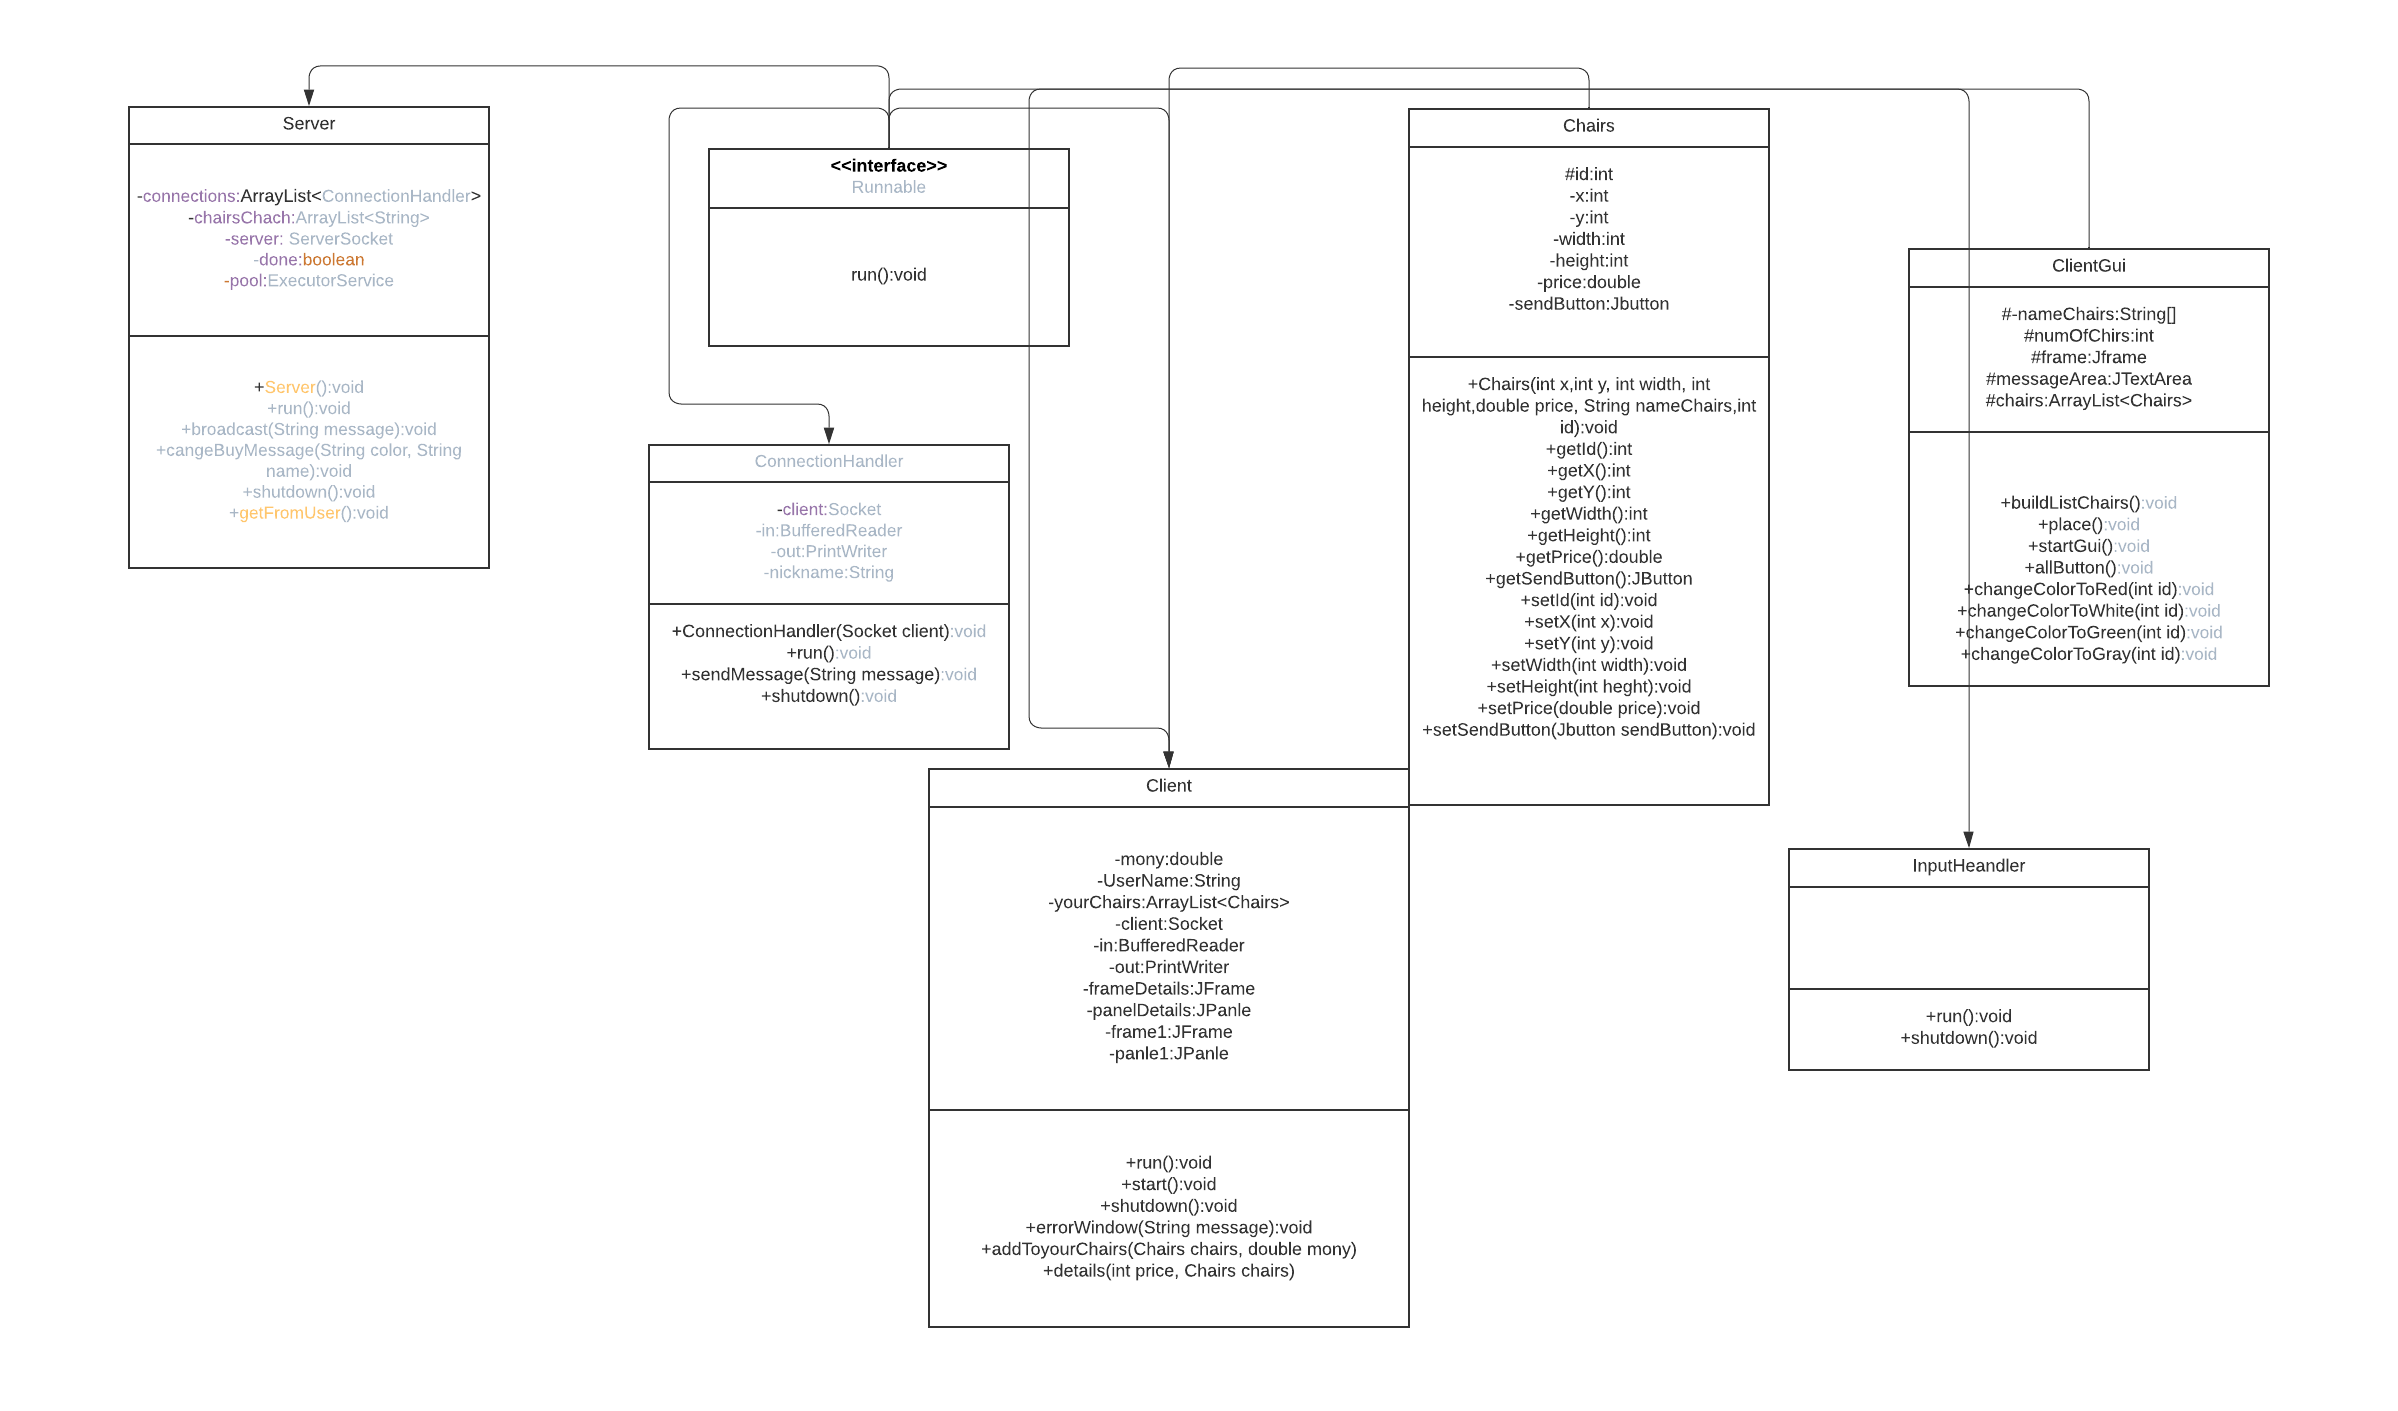 Server
-connections:ArrayList<ConnectionHandler>
-chairsChach:ArrayList<String>
-server: ServerSocket
-done:boolean
-pool:ExecutorService
+Server():void
+run():void
+broadcast(String message):void
+cangeBuyMessage(String color, String
name):void
+shutdown():void
+getFromUser():void
<<interface>>
Runnable
run():void
ConnectionHandler
-client:Socket
-in:BufferedReader
-out:PrintWriter
-nickname:String
+ConnectionHandler(Socket client):void
+run():void
+sendMessage(String message):void
+shutdown():void
Client
-mony:double
-UserName:String
-yourChairs:ArrayList<Chairs>
-client:Socket
-in:BufferedReader
-out:PrintWriter
-frameDetails:JFrame
-panelDetails:JPanle
-frame1:JFrame
-panle1:JPanle
+run():void
+start():void
+shutdown():void
+errorWindow(String message):void
+addToyourChairs(Chairs chairs, double mony)
+details(int price, Chairs chairs)
Chairs
#id:int
-x:int
-y:int
-width:int
-height:int
-price:double
-sendButton:Jbutton
+Chairs(int x,int y, int width, int
height,double price, String nameChairs,int
id):void
+getId():int
+getX():int
+getY():int
+getWidth():int
+getHeight():int
+getPrice():double
+getSendButton():JButton
+setId(int id):void
+setX(int x):void
+setY(int y):void
+setWidth(int width):void
+setHeight(int heght):void
+setPrice(double price):void
+setSendButton(Jbutton sendButton):void
ClientGui
#-nameChairs:String[]
#numOfChirs:int
#frame:Jframe
#messageArea:JTextArea
#chairs:ArrayList<Chairs>
+buildListChairs():void
+place():void
+startGui():void
+allButton():void
+changeColorToRed(int id):void
+changeColorToWhite(int id):void
+changeColorToGreen(int id):void
+changeColorToGray(int id):void
InputHeandler
+run():void
+shutdown():void